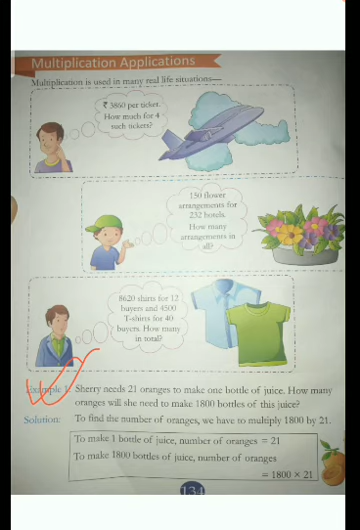 Multiplication Applications
Multiplication is used in many real life situations—
₹ 3860 per ticket.
How much for 4
such tickets?
150 flower
arrangements for
232 hotels.
How many
arrangements in
all?
8620 shirts for 12
buyers and 4500
T-shirts for 40
buyers. How many
in total?
Example 1: Sherry needs 21 oranges to make one bottle of juice. How many
oranges will she need to make 1800 bottles of this juice?
Solution: To find the number of oranges, we have to multiply 1800 by 21.
To make 1 bottle of juice, number of oranges = 21
To make 1800 bottles of juice, number of oranges
= 1800 × 21
134